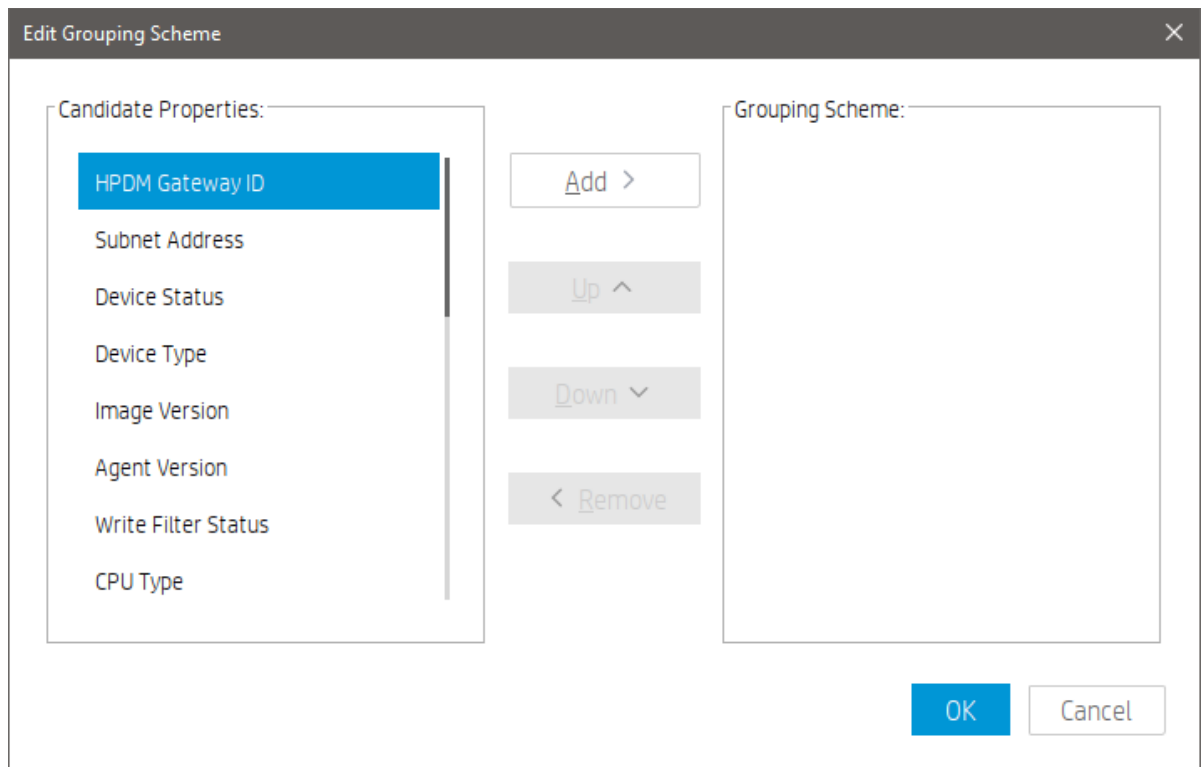 Edit Grouping Scheme
Candidate Properties:
HPDM Gateway ID
Subnet Address
Device Status
Device Type
Image Version
Agent Version
Write Filter Status
CPU Type
Add >
Up
Down
< Remove
Grouping Scheme:
OK
Cancel